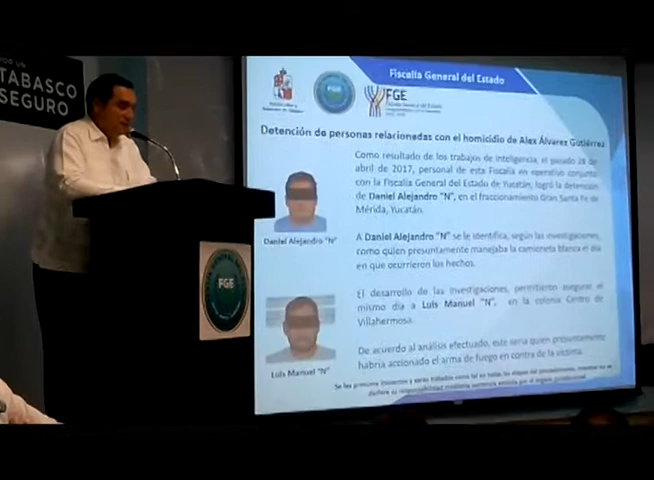 TABASCO
SEGURO
FGE
Fiscalía General del Estado
FGE
Detención de personas relacionadas con el homicidio de Alex Álvarez Gutiérrez
Como resultado de los trabajos de inteligencia, el pasado 28 de
abril de 2017, personal de esta Fiscalía en operativo conjunto
con la Fiscalía General del Estado de Yucatán, logró la detención
de Daniel Alejandro "N", en el fraccionamiento Gran Santa Fe de
Mérida, Yucatán.
Daniel Alejandro "N"
A Daniel Alejandro "N" se le identifica, según las investigaciones,
como quien presuntamente manejaba la camioneta blanca el día
en que ocurrieron los hechos.
El desarrollo de las investigaciones, permitieron asegurar el
mismo día a Luis Manuel "N", en la colonia Centro de
Villahermosa.
Luis Manuel "N"
De acuerdo al análisis efectuado, este sería quien presuntamente
habría accionado el arma de fuego en contra de la víctima.